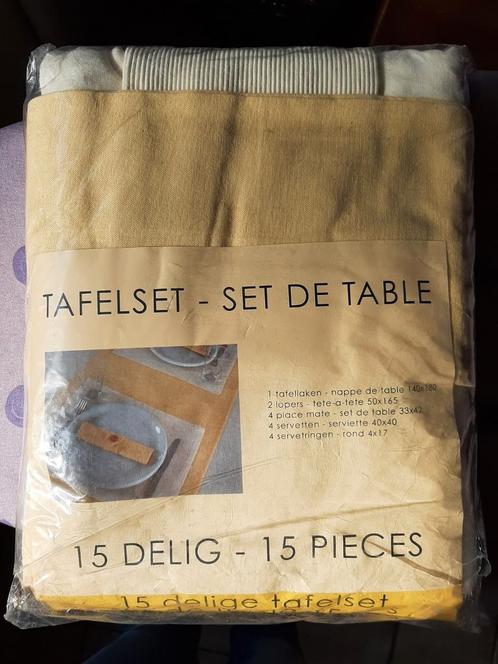 TAFELSET - SET DE TABLE
1 tafellaken - nappe de table 140x180
2 lopers - tete-a-tete 50x165
4 place mate - set de table 33x42
4 servetten - serviette 40x40
4 servetringen - rond 4x17
15 DELIG - 15 PIECES
15 delige tafelset